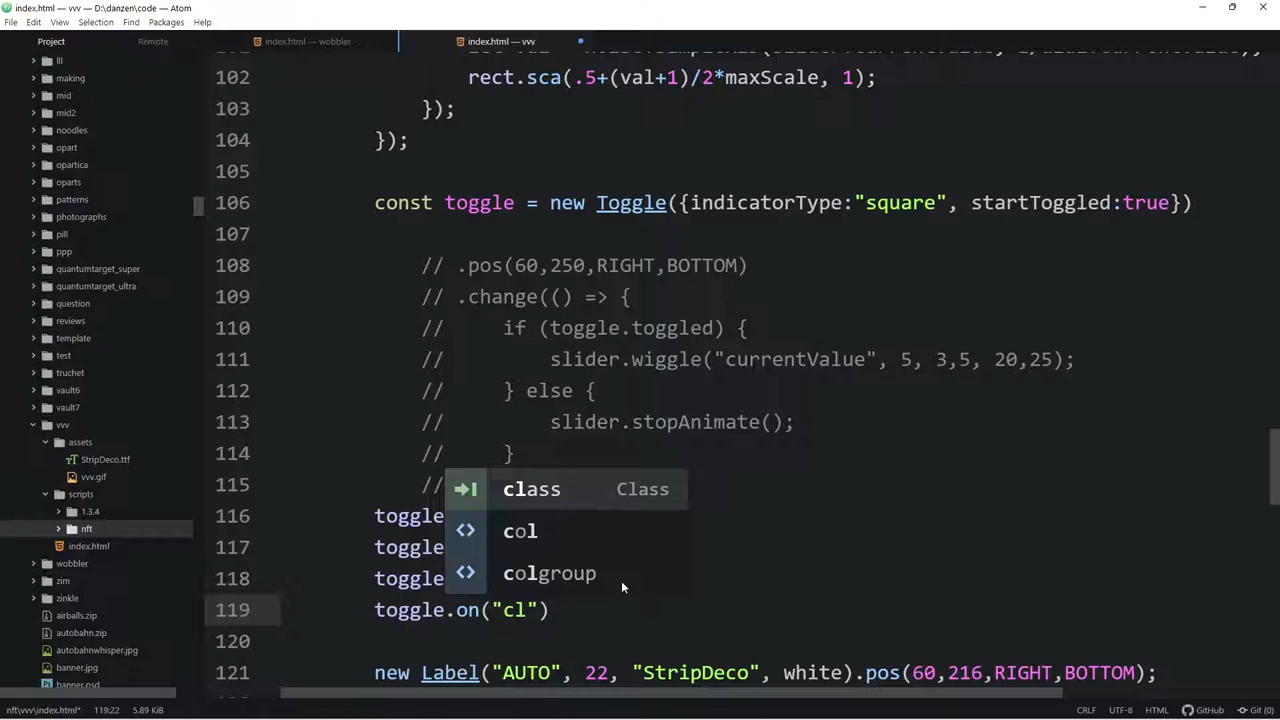 index.html — vvv — D:\danzen\code — Atom
File Edit View Selection Find Packages Help
Project
Remote
index.html — wobbler
index.html — vvv
lll
making
mid
mid2
noodles
opart
opartica
oparts
patterns
photographs
pill
ppp
quantumtarget_super
quantumtarget_ultra
question
reviews
template
test
truchet
vault6
vault7
vvv
assets
StripDeco.ttf
vvv.gif
scripts
1.3.4
nft
index.html
wobbler
zim
zinkle
airballs.zip
autobahn.zip
autobahnwhisper.jpg
banner.jpg
banner.psd
102 rect.sca(.5+(val+1)/2*maxScale, 1);
103 });
104 });
105
106 const toggle = new Toggle({indicatorType:"square", startToggled:true})
107
108 // .pos(60,250,RIGHT,BOTTOM)
109 // .change(() => {
110 // if (toggle.toggled) {
111 // slider.wiggle("currentValue", 5, 3,5, 20,25);
112 // } else {
113 // slider.stopAnimate();
114 // }
115 //
116 toggle
117 toggle
118 toggle
119 toggle.on("cl")
120
121 new Label("AUTO", 22, "StripDeco", white).pos(60,216,RIGHT,BOTTOM);
class Class
col
colgroup
nft\vvv\index.html* 119:22 5.89 KiB
CRLF UTF-8 HTML GitHub Git (0)